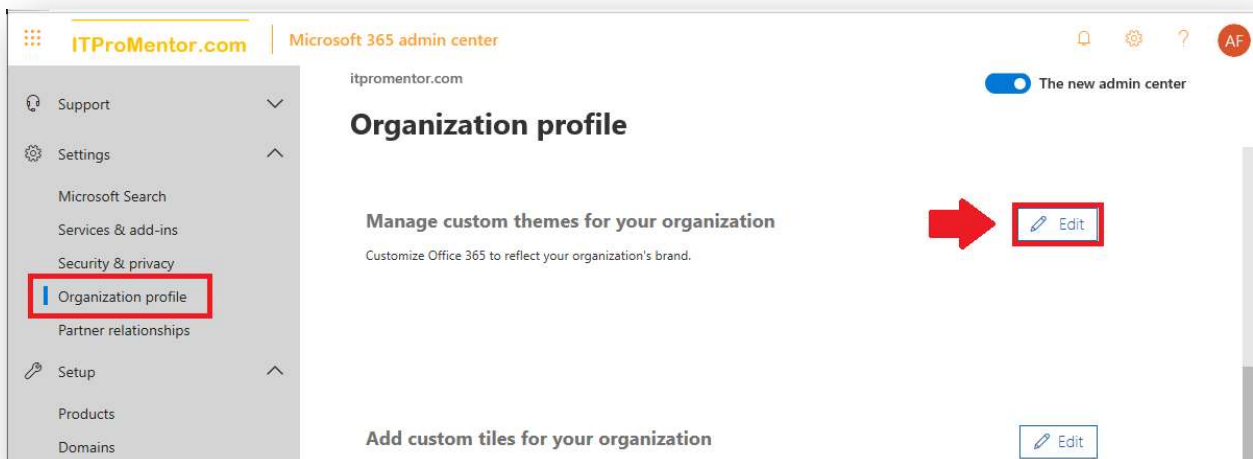 ITProMentor.com
Microsoft 365 admin center
?
AF
Support
Settings
Microsoft Search
Services & add-ins
Security & privacy
Organization profile
Partner relationships
Setup
Products
Domains
itpromentor.com
The new admin center
Organization profile
Manage custom themes for your organization
Edit
Customize Office 365 to reflect your organization's brand.
Add custom tiles for your organization
Edit